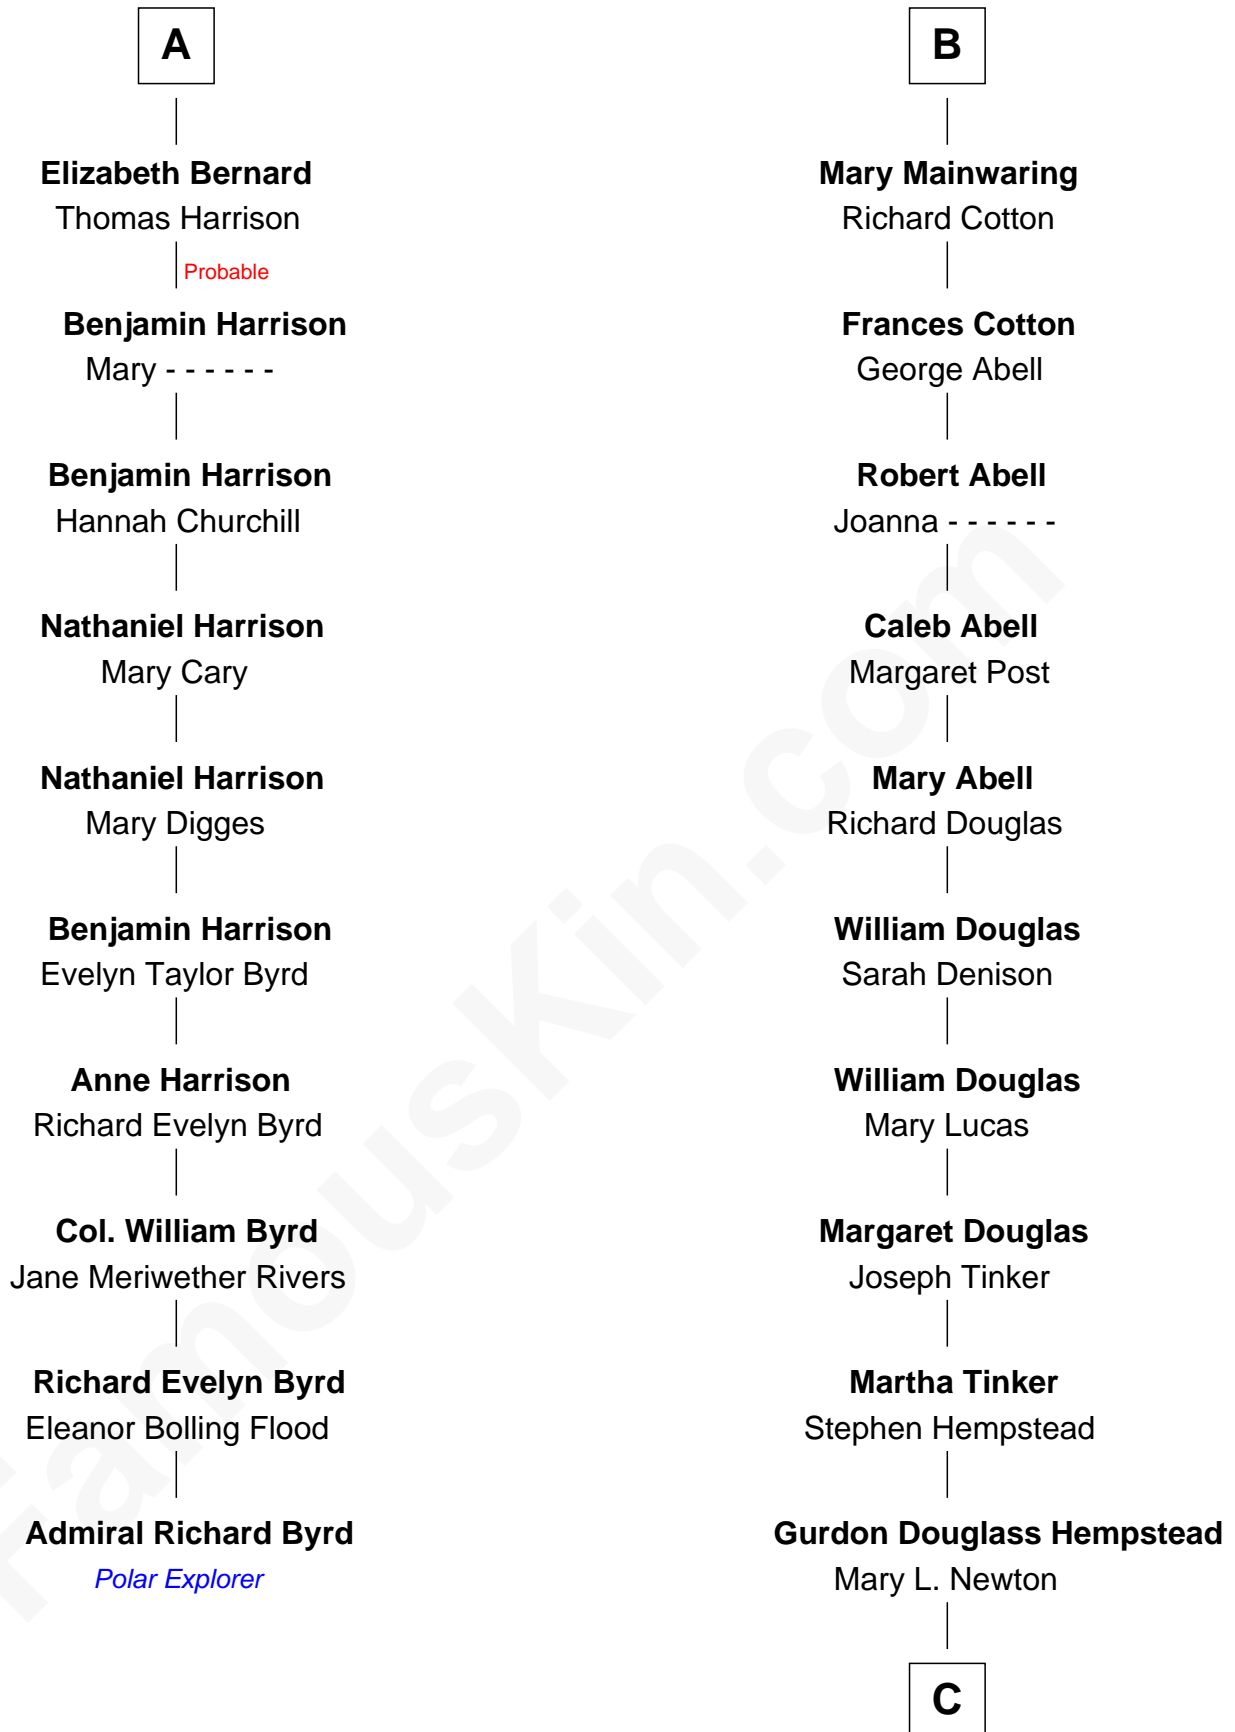 A
Elizabeth Bernard
Thomas Harrison
Probable
Benjamin Harrison
Mary - - - - - -
Benjamin Harrison
Hannah Churchill
Nathaniel Harrison
Mary Cary
Nathaniel Harrison
Mary Digges
Benjamin Harrison
Evelyn Taylor Byrd
Anne Harrison
Richard Evelyn Byrd
Col. William Byrd
Jane Meriwether Rivers
Richard Evelyn Byrd
Eleanor Bolling Flood
Admiral Richard Byrd
Polar Explorer
B
Mary Mainwaring
Richard Cotton
Frances Cotton
George Abell
Robert Abell
Joanna - - - - - -
Caleb Abell
Margaret Post
Mary Abell
Richard Douglas
William Douglas
Sarah Denison
William Douglas
Mary Lucas
Margaret Douglas
Joseph Tinker
Martha Tinker
Stephen Hempstead
Gurdon Douglass Hempstead
Mary L. Newton
C
FamousKin.com